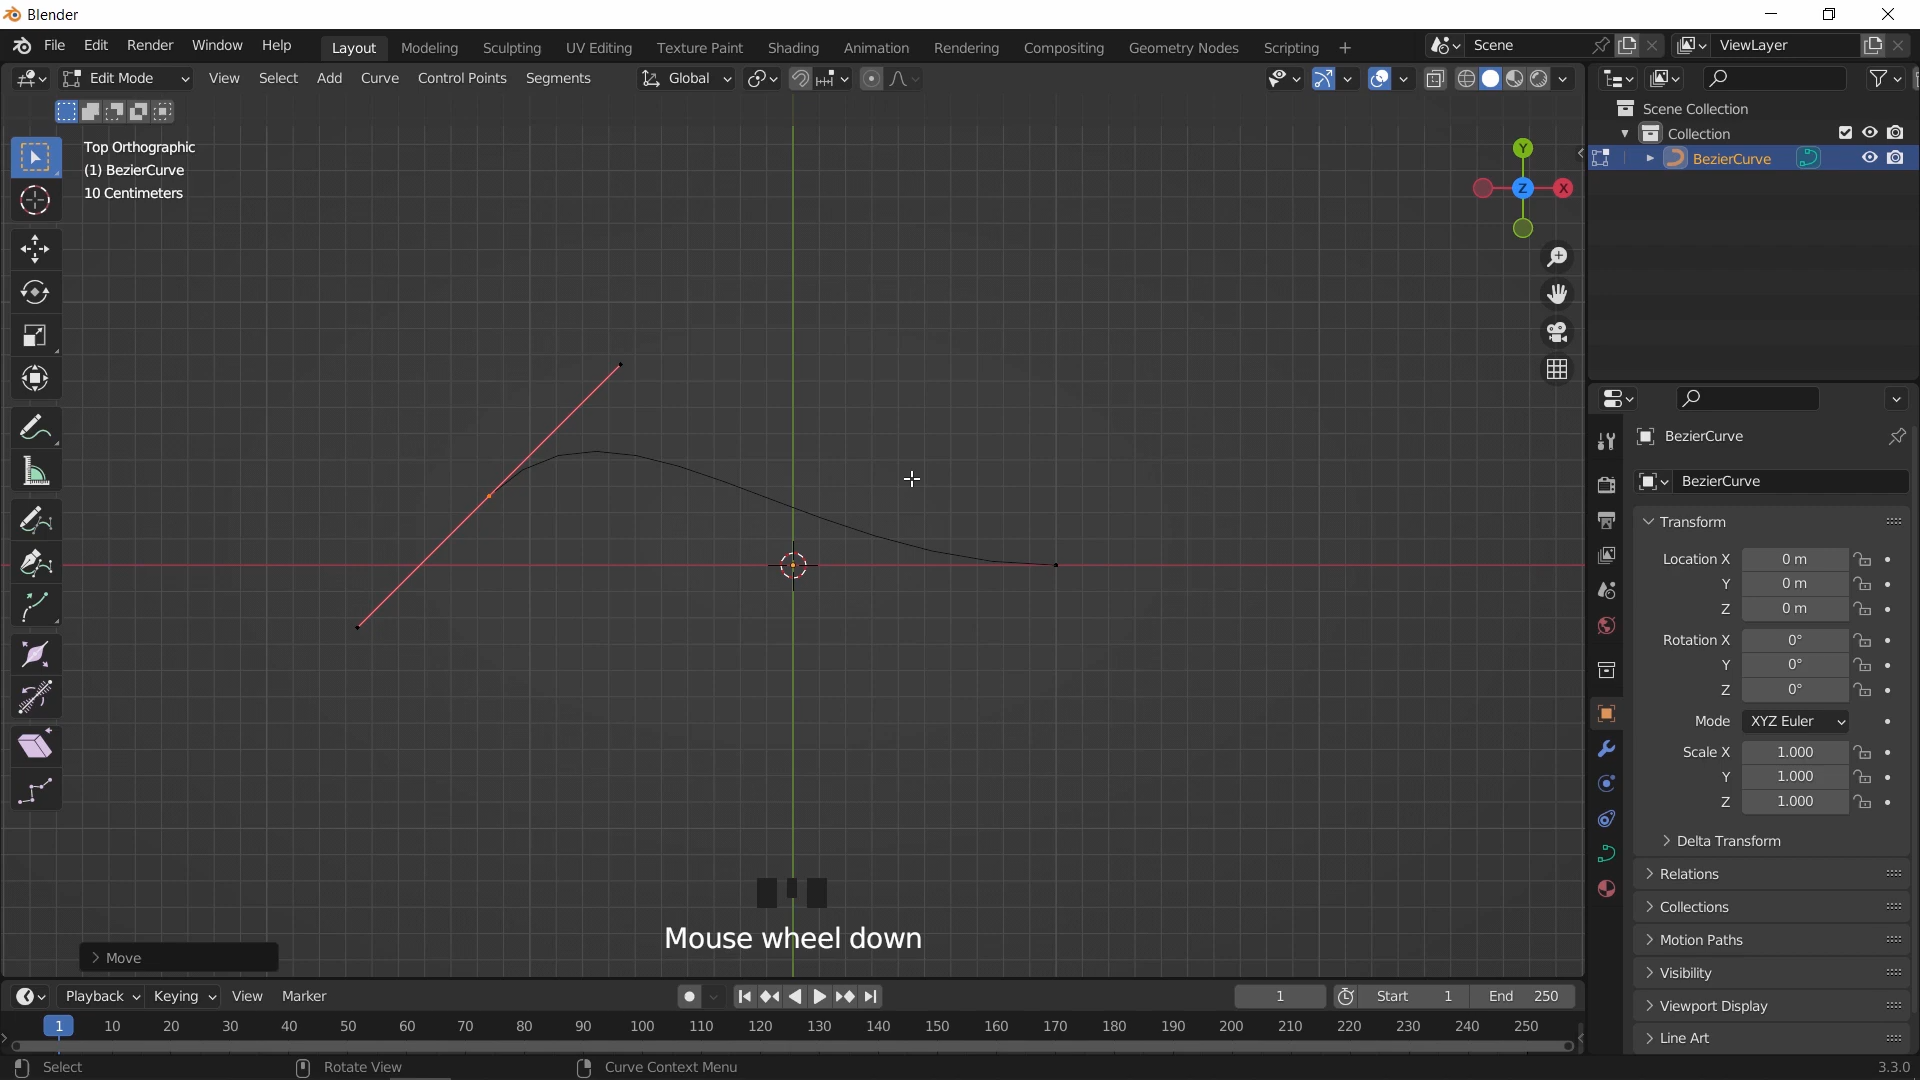 Blender
File Edit Render Window Help Layout Modeling Sculpting UV Editing Texture Paint Shading Animation Rendering Compositing Geometry Nodes Scripting + Scene ViewLayer
Edit Mode View Select Add Curve Control Points Segments Global
Top Orthographic
(1) BezierCurve
10 Centimeters
Y
Z X
Scene Collection
Collection
BezierCurve
BezierCurve
BezierCurve
Transform
Location X 0 m
Y 0 m
Z 0 m
Rotation X 0°
Y 0°
Z 0°
Mode XYZ Euler
Scale X 1.000
Y 1.000
Z 1.000
Delta Transform
Relations
Collections
Motion Paths
Visibility
Viewport Display
Line Art
Mouse wheel down
Move
Playback Keying View Marker 1 Start 1 End 250
1 10 20 30 40 50 60 70 80 90 100 110 120 130 140 150 160 170 180 190 200 210 220 230 240 250
Select Rotate View Curve Context Menu 3.3.0